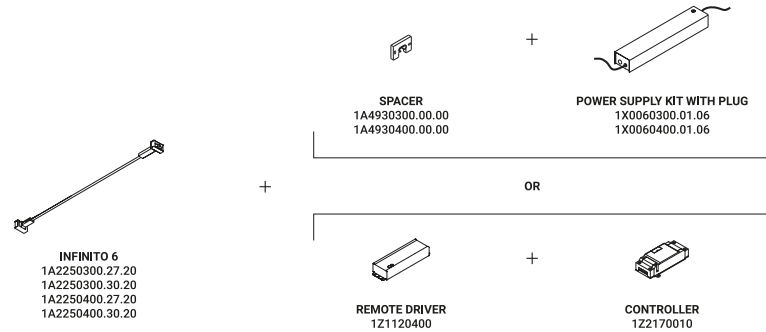 SPACER
1A4930300.00.00
1A4930400.00.00
+
POWER SUPPLY KIT WITH PLUG
1X0060300.01.06
1X0060400.01.06
INFINITO 6
1A2250300.27.20
1A2250300.30.20
1A2250400.27.20
1A2250400.30.20
+
OR
REMOTE DRIVER
1Z1120400
+
CONTROLLER
1Z2170010